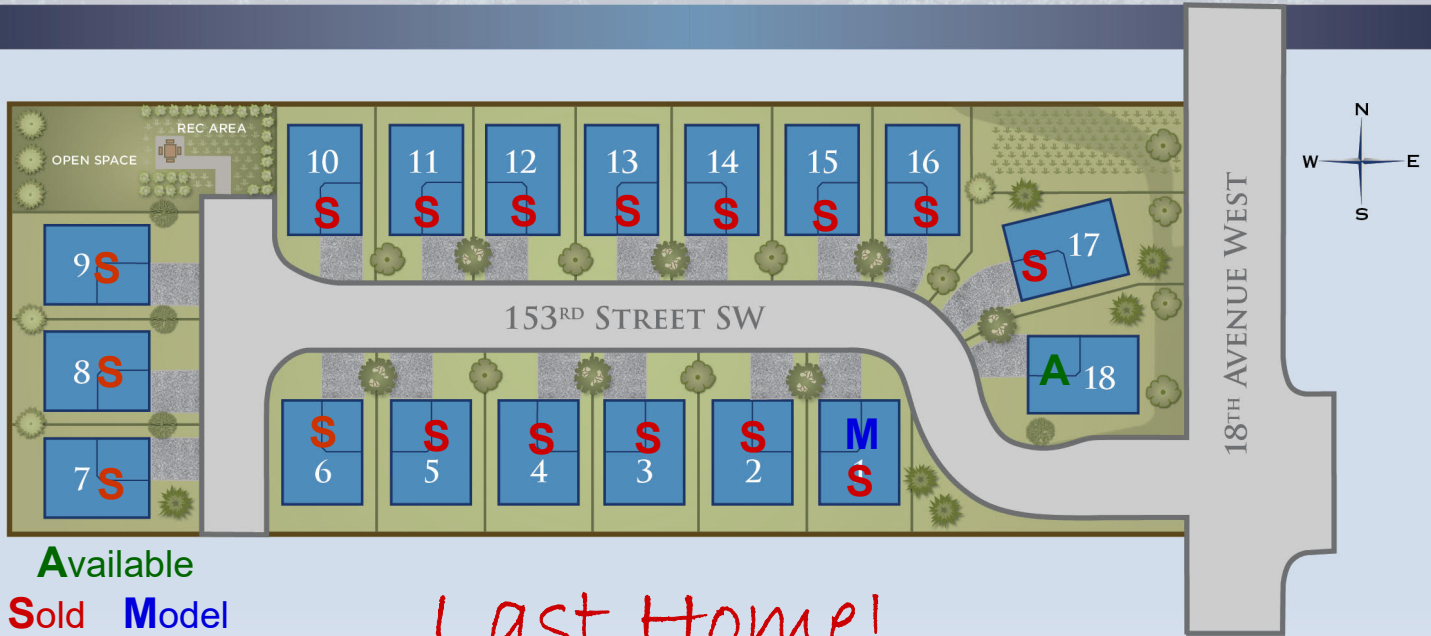 REC AREA
OPEN SPACE
N
W E
S
10 11 12 13 14 15 16
S S S S S S S
17
S
9 S
8 S
7 S
153RD STREET SW
18TH AVENUE WEST
A 18
S S S S S M
6 5 4 3 2 1
S
Available
Sold Model
Last Home!